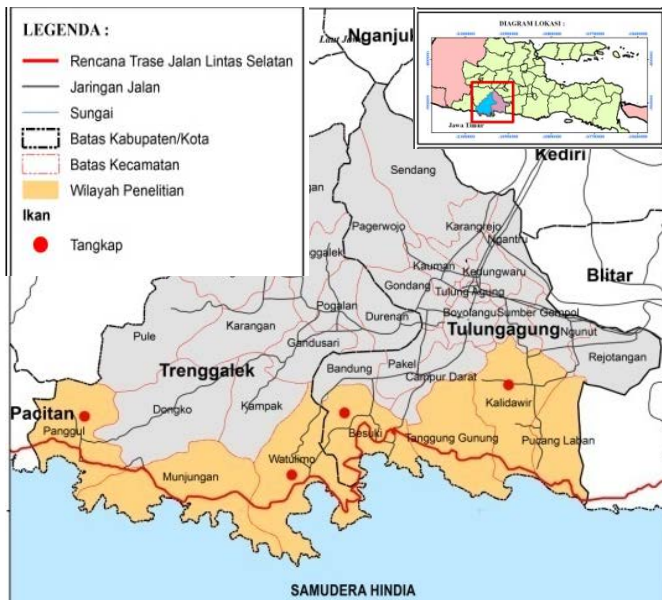 LEGENDA :
Rencana Trase Jalan Lintas Selatan
Jaringan Jalan
Sungai
Batas Kabupaten/Kota
Batas Kecamatan
Wilayah Penelitian
Ikan
Tangkap
DIAGRAM LOKASI :
Jawa Timur
Nganjuk
Kediri
Sendang
Pagerwojo
Karangrejo
Ngantru
Kauman
Kedungwaru
Blitar
Gondang
Tulung Agung
Pogalan
Durenan
Boyolangu
Sumber Gempol
Karangan
Tulungagung
Ngunut
Pule
Gandusari
Pakel
Rejotangan
Trenggalek
Bandung
Campur Darat
Pacitan
Dongko
Kampak
Kalidawir
Panggul
Besuki
Tanggung Gunung
Pucang Laban
Watulimo
Munjungan
SAMUDERA HINDIA